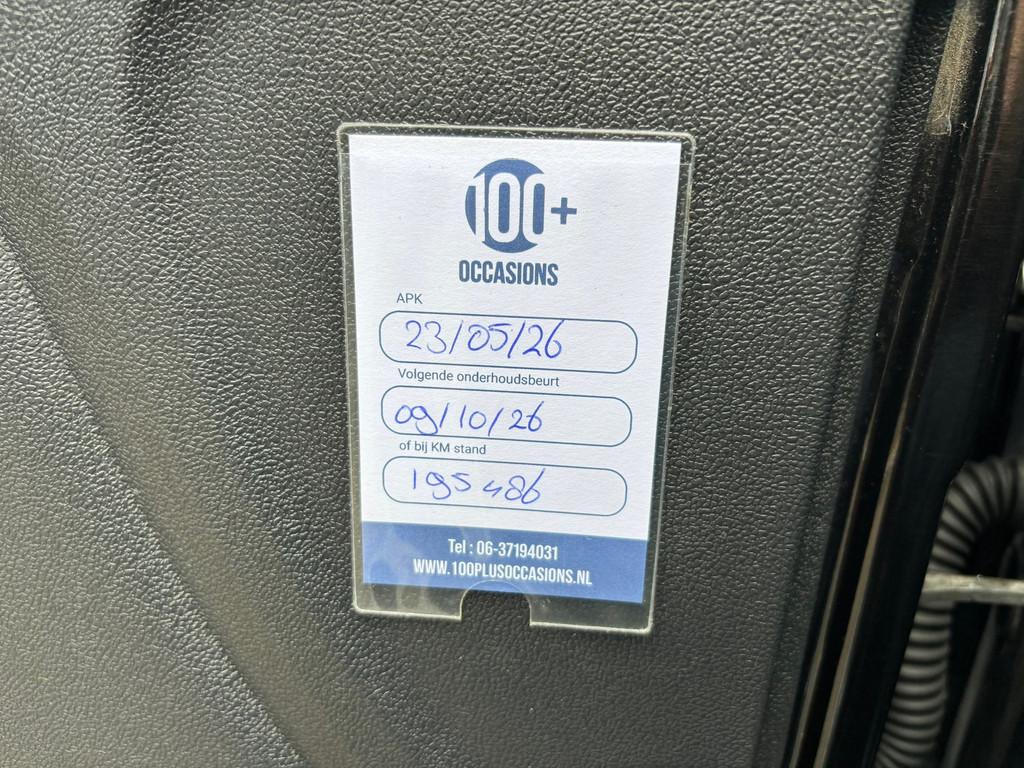 100+
OCCASIONS
APK
23/05/26
Volgende onderhoudsbeurt
09/10/26
of bij KM stand
195486
Tel : 06-37194031
WWW.100PLUSOCCASIONS.NL